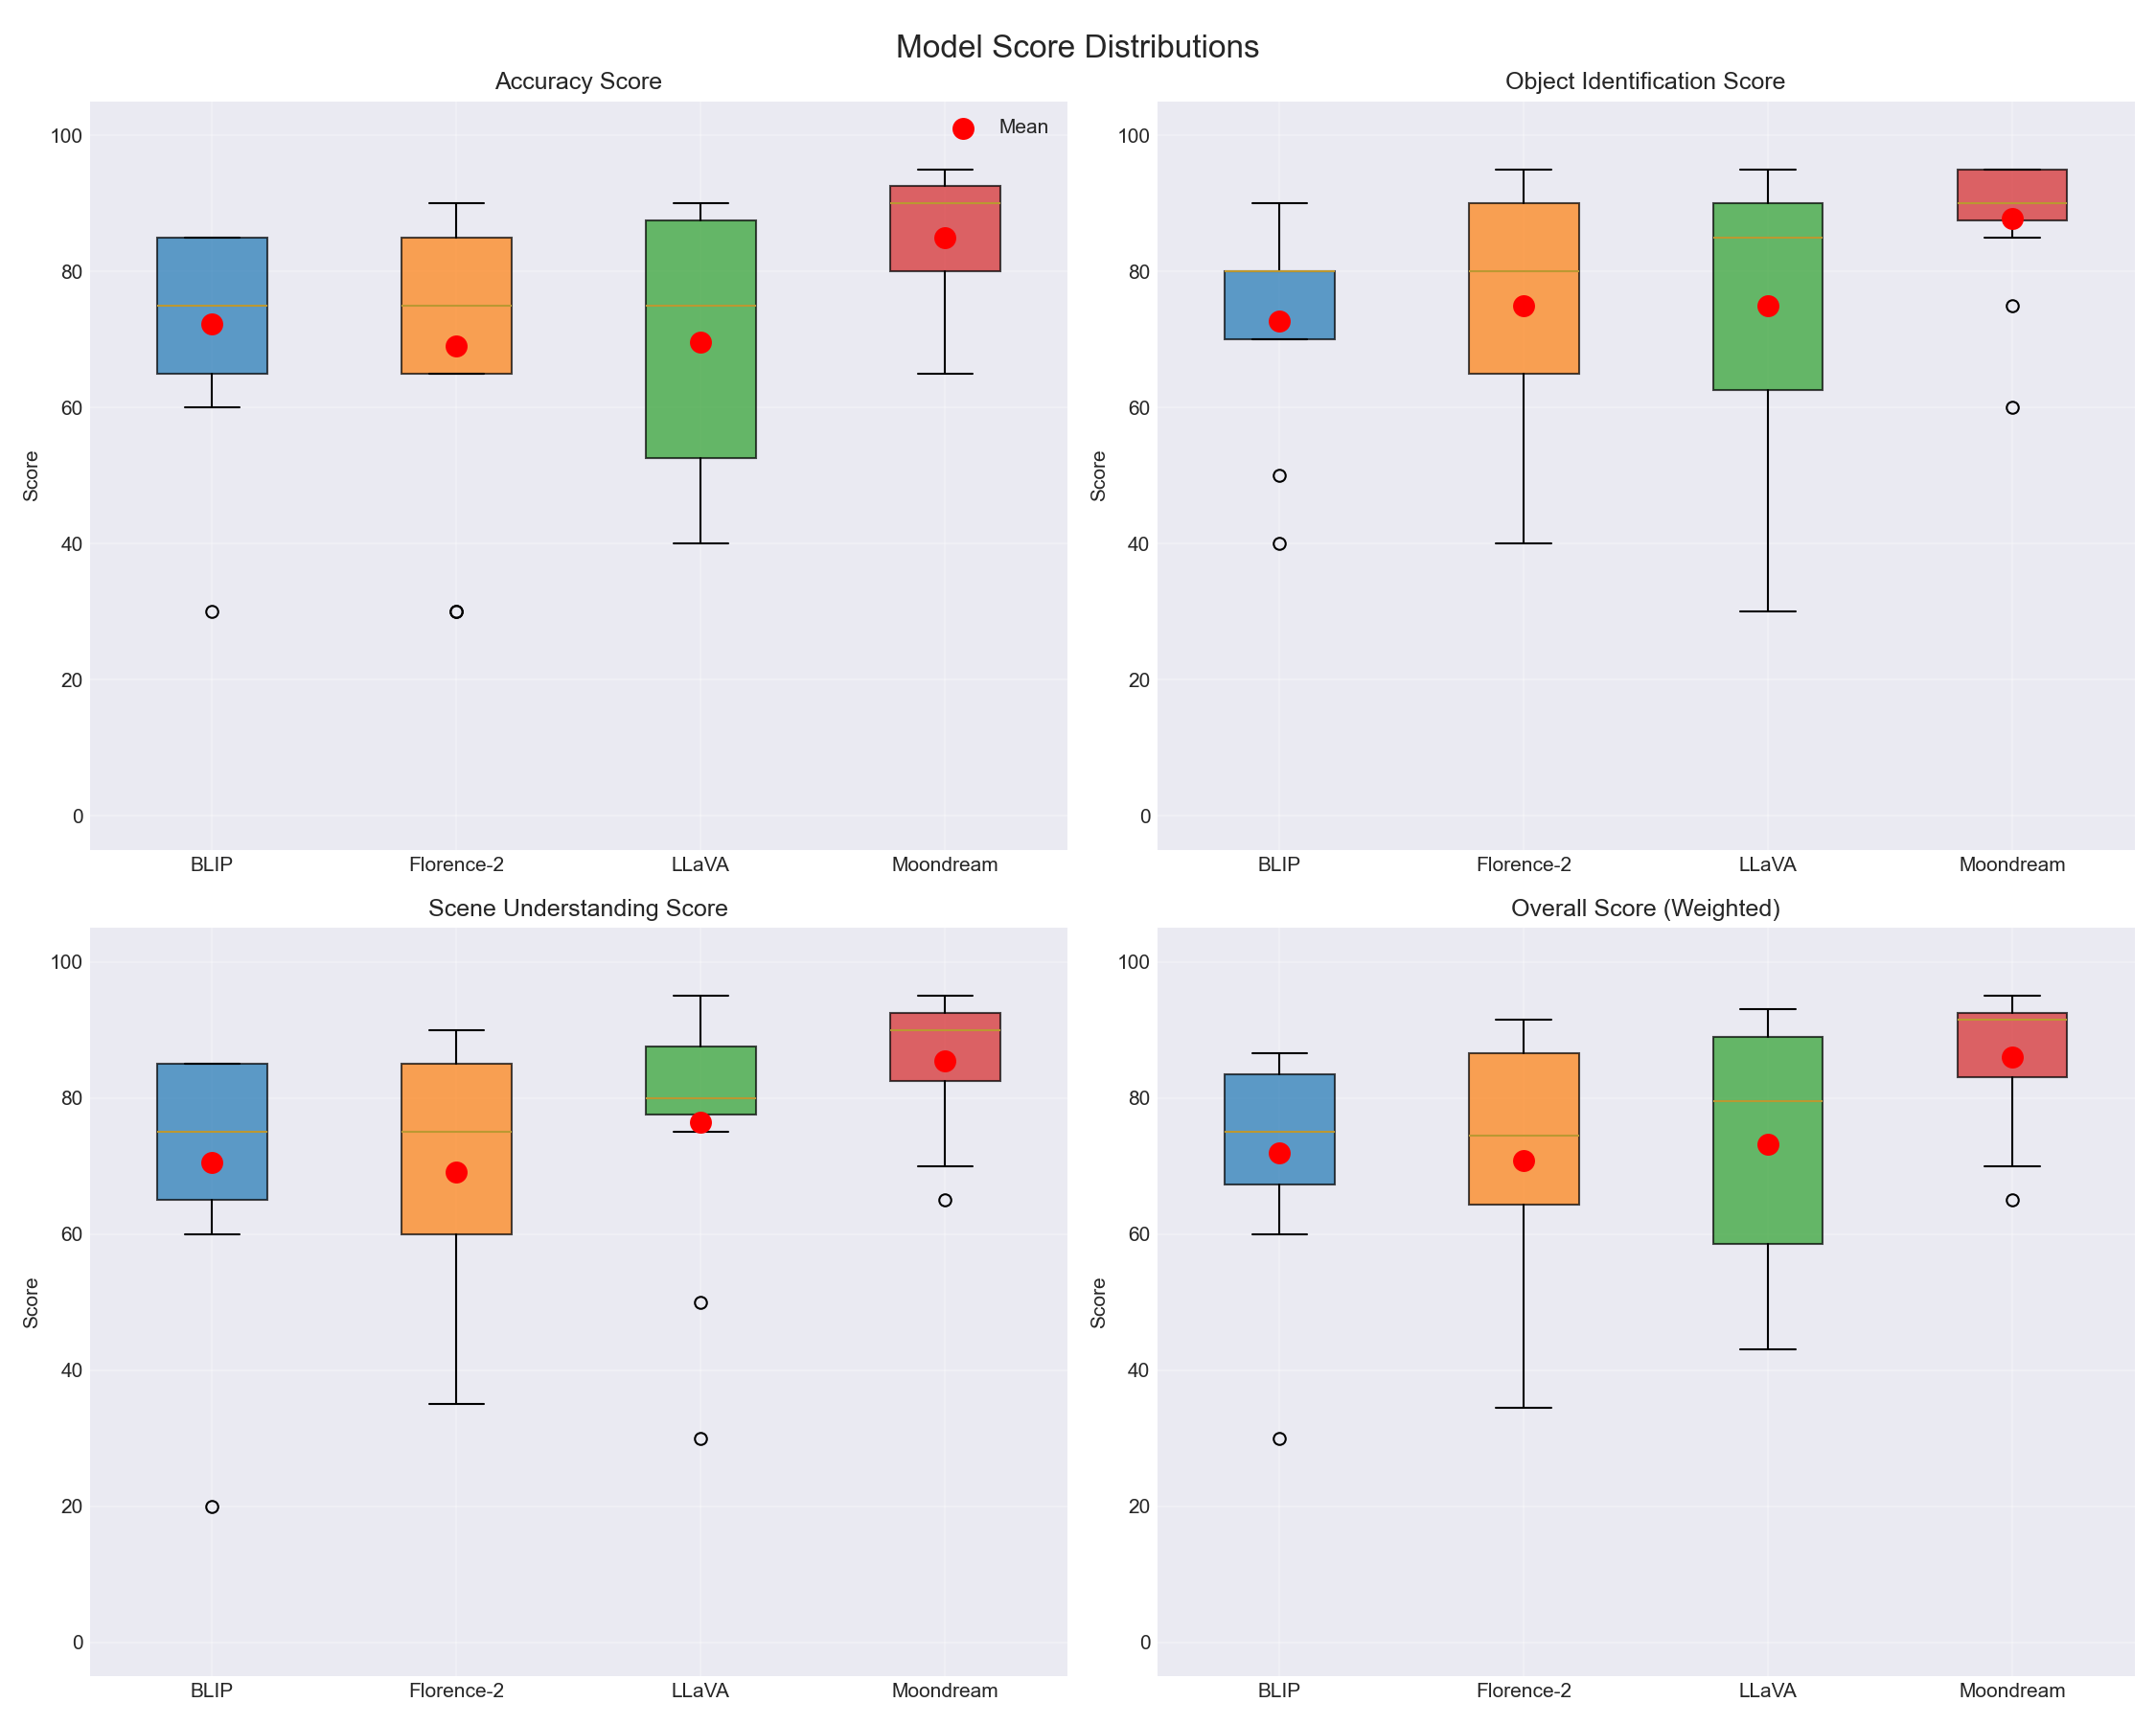 Model Score Distributions
Accuracy Score
Mean
100
80
60
40
20
0
Score
BLIP Florence-2 LLaVA Moondream
Object Identification Score
100
80
60
40
20
0
Score
BLIP Florence-2 LLaVA Moondream
Scene Understanding Score
100
80
60
40
20
0
Score
BLIP Florence-2 LLaVA Moondream
Overall Score (Weighted)
100
80
60
40
20
0
Score
BLIP Florence-2 LLaVA Moondream